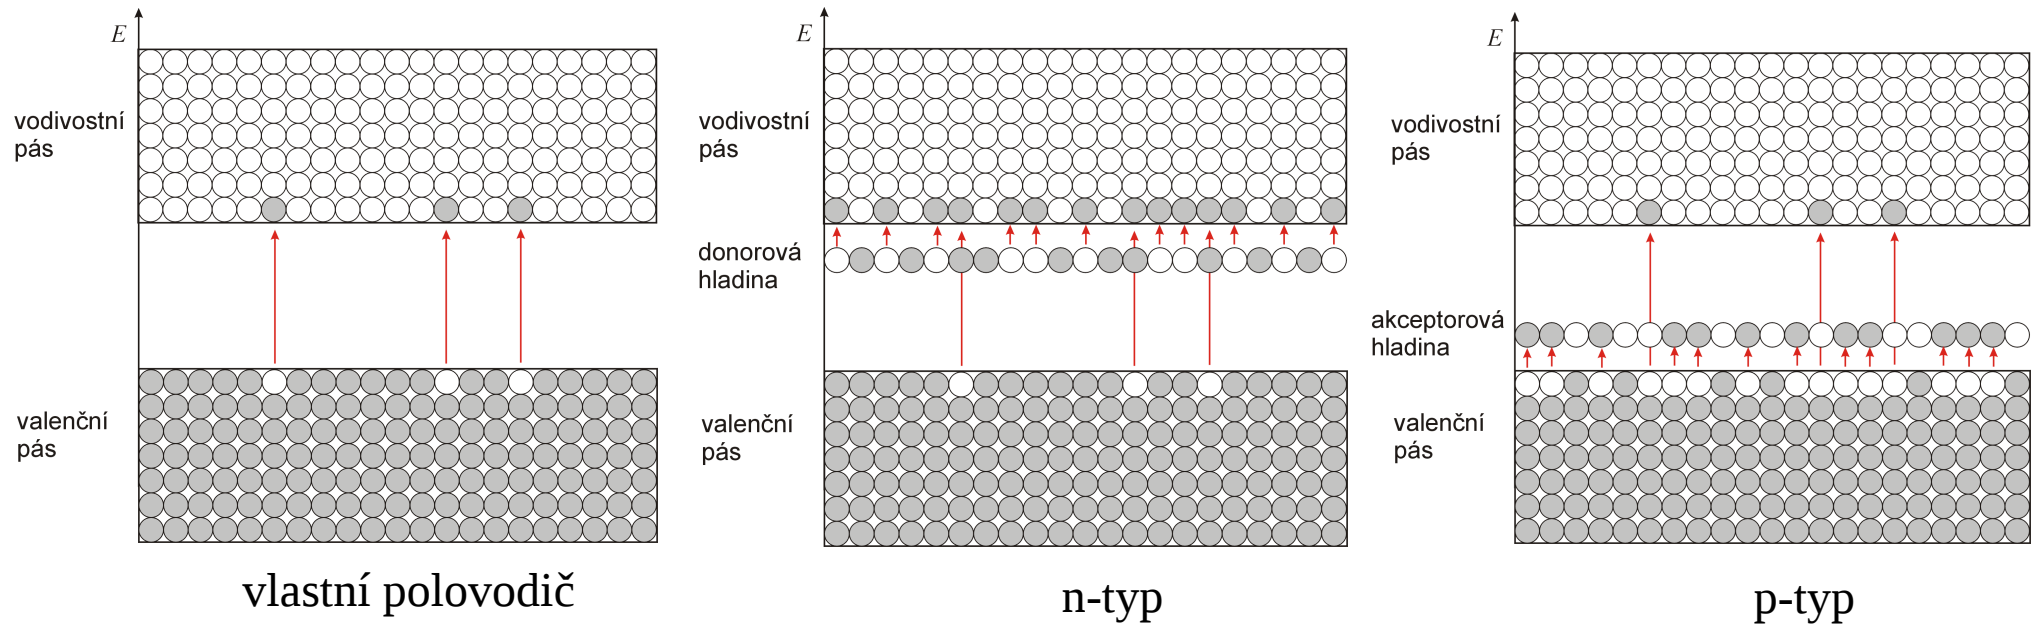 E
vodivostní
pás
valenční
pás
vlastní polovodič
E
vodivostní
pás
donorová
hladina
valenční
pás
n-typ
E
vodivostní
pás
akceptorová
hladina
valenční
pás
p-typ